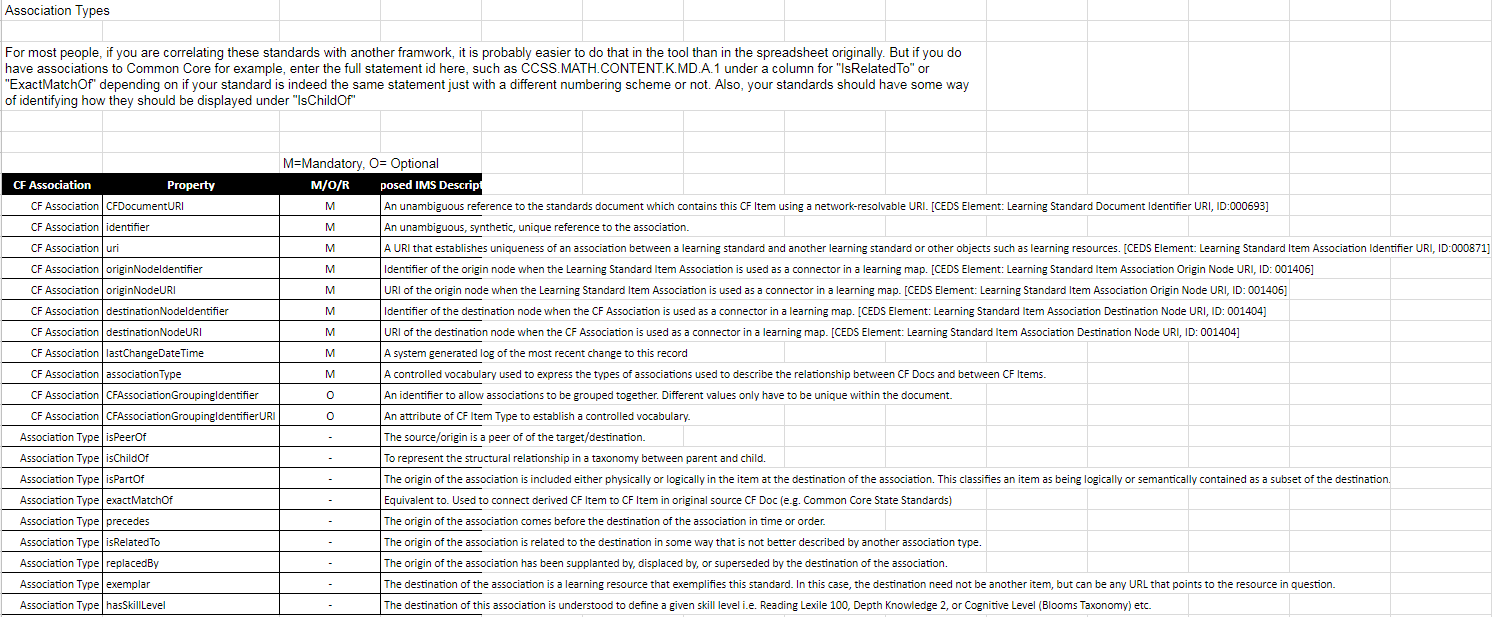 Association Types
For most people, if you are correlating these standards with another framwork, it is probably easier to do that in the tool than in the spreadsheet originally. But if you do
have associations to Common Core for example, enter the full statement id here, such as CCSS.MATH.CONTENT.K.MD.A.1 under a column for "IsRelatedTo" or
"ExactMatchOf" depending on if your standard is indeed the same statement just with a different numbering scheme or not. Also, your standards should have some way
of identifying how they should be displayed under "IsChildOf"
M=Mandatory, O= Optional
CF Association Property M/O/R posed IMS Descript
CF Association CFDocumentURI M An unambiguous reference to the standards document which contains this CF Item using a network-resolvable URI. [CEDS Element: Learning Standard Document Identifier URI, ID:000693]
CF Association identifier M An unambiguous, synthetic, unique reference to the association.
CF Association uri M A URI that establishes uniqueness of an association between a learning standard and another learning standard or other objects such as learning resources. [CEDS Element: Learning Standard Item Association Identifier URI, ID:000871]
CF Association originNodeIdentifier M Identifier of the origin node when the Learning Standard Item Association is used as a connector in a learning map. [CEDS Element: Learning Standard Item Association Origin Node URI, ID: 001406]
CF Association originNodeURI M URI of the origin node when the Learning Standard Item Association is used as a connector in a learning map. [CEDS Element: Learning Standard Item Association Origin Node URI, ID: 001406]
CF Association destinationNodeIdentifier M Identifier of the destination node when the CF Association is used as a connector in a learning map. [CEDS Element: Learning Standard Item Association Destination Node URI, ID: 001404]
CF Association destinationNodeURI M URI of the destination node when the CF Association is used as a connector in a learning map. [CEDS Element: Learning Standard Item Association Destination Node URI, ID: 001404]
CF Association lastChangeDateTime M A system generated log of the most recent change to this record
CF Association associationType M A controlled vocabulary used to express the types of associations used to describe the relationship between CF Docs and between CF Items.
CF Association CFAssociationGroupingIdentifier O An identifier to allow associations to be grouped together. Different values only have to be unique within the document.
CF Association CFAssociationGroupingIdentifierURI O An attribute of CF Item Type to establish a controlled vocabulary.
Association Type isPeerOf - The source/origin is a peer of of the target/destination.
Association Type isChildOf - To represent the structural relationship in a taxonomy between parent and child.
Association Type isPartOf - The origin of the association is included either physically or logically in the item at the destination of the association. This classifies an item as being logically or semantically contained as a subset of the destination.
Association Type exactMatchOf - Equivalent to. Used to connect derived CF Item to CF Item in original source CF Doc (e.g. Common Core State Standards)
Association Type precedes - The origin of the association comes before the destination of the association in time or order.
Association Type isRelatedTo - The origin of the association is related to the destination in some way that is not better described by another association type.
Association Type replacedBy - The origin of the association has been supplanted by, displaced by, or superseded by the destination of the association.
Association Type exemplar - The destination of the association is a learning resource that exemplifies this standard. In this case, the destination need not be another item, but can be any URL that points to the resource in question.
Association Type hasSkillLevel - The destination of this association is understood to define a given skill level i.e. Reading Lexile 100, Depth Knowledge 2, or Cognitive Level (Blooms Taxonomy) etc.